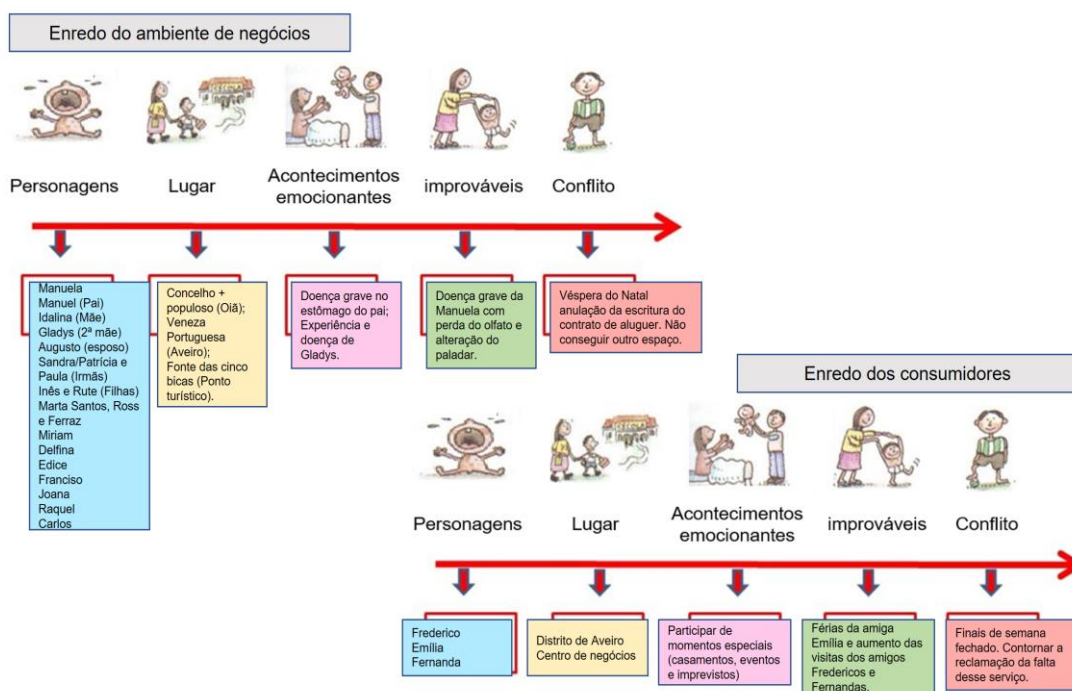 Enredo do ambiente de negócios
Personagens
Lugar
Acontecimentos
emocionantes
improváveis
Conflito
Manuela
Manuel (Pai)
Idalina (Mãe)
Gladys (2ª mãe)
Augusto (esposo)
Sandra/Patrícia e
Paula (Irmãs)
Inês e Rute (Filhas)
Marta Santos, Ross
e Ferraz
Miriam
Delfina
Edice
Franciso
Joana
Raquel
Carlos
Concelho +
populoso (Oiã);
Veneza
Portuguesa
(Aveiro);
Fonte das cinco
bicas (Ponto
turístico).
Doença grave no
estômago do pai;
Experiência e
doença de
Gladys.
Doença grave da
Manuela com
perda do olfato e
alteração do
paladar.
Véspera do Natal
anulação da escritura do
contrato de aluguer. Não
conseguir outro espaço.
Enredo dos consumidores
Personagens
Lugar
Acontecimentos
emocionantes
improváveis
Conflito
Frederico
Emília
Fernanda
Distrito de Aveiro
Centro de negócios
Participar de
momentos especiais
(casamentos, eventos
e imprevistos)
Férias da amiga
Emília e aumento das
visitas dos amigos
Fredericos e
Fernandas.
Finais de semana
fechado. Contornar a
reclamação da falta
desse serviço.